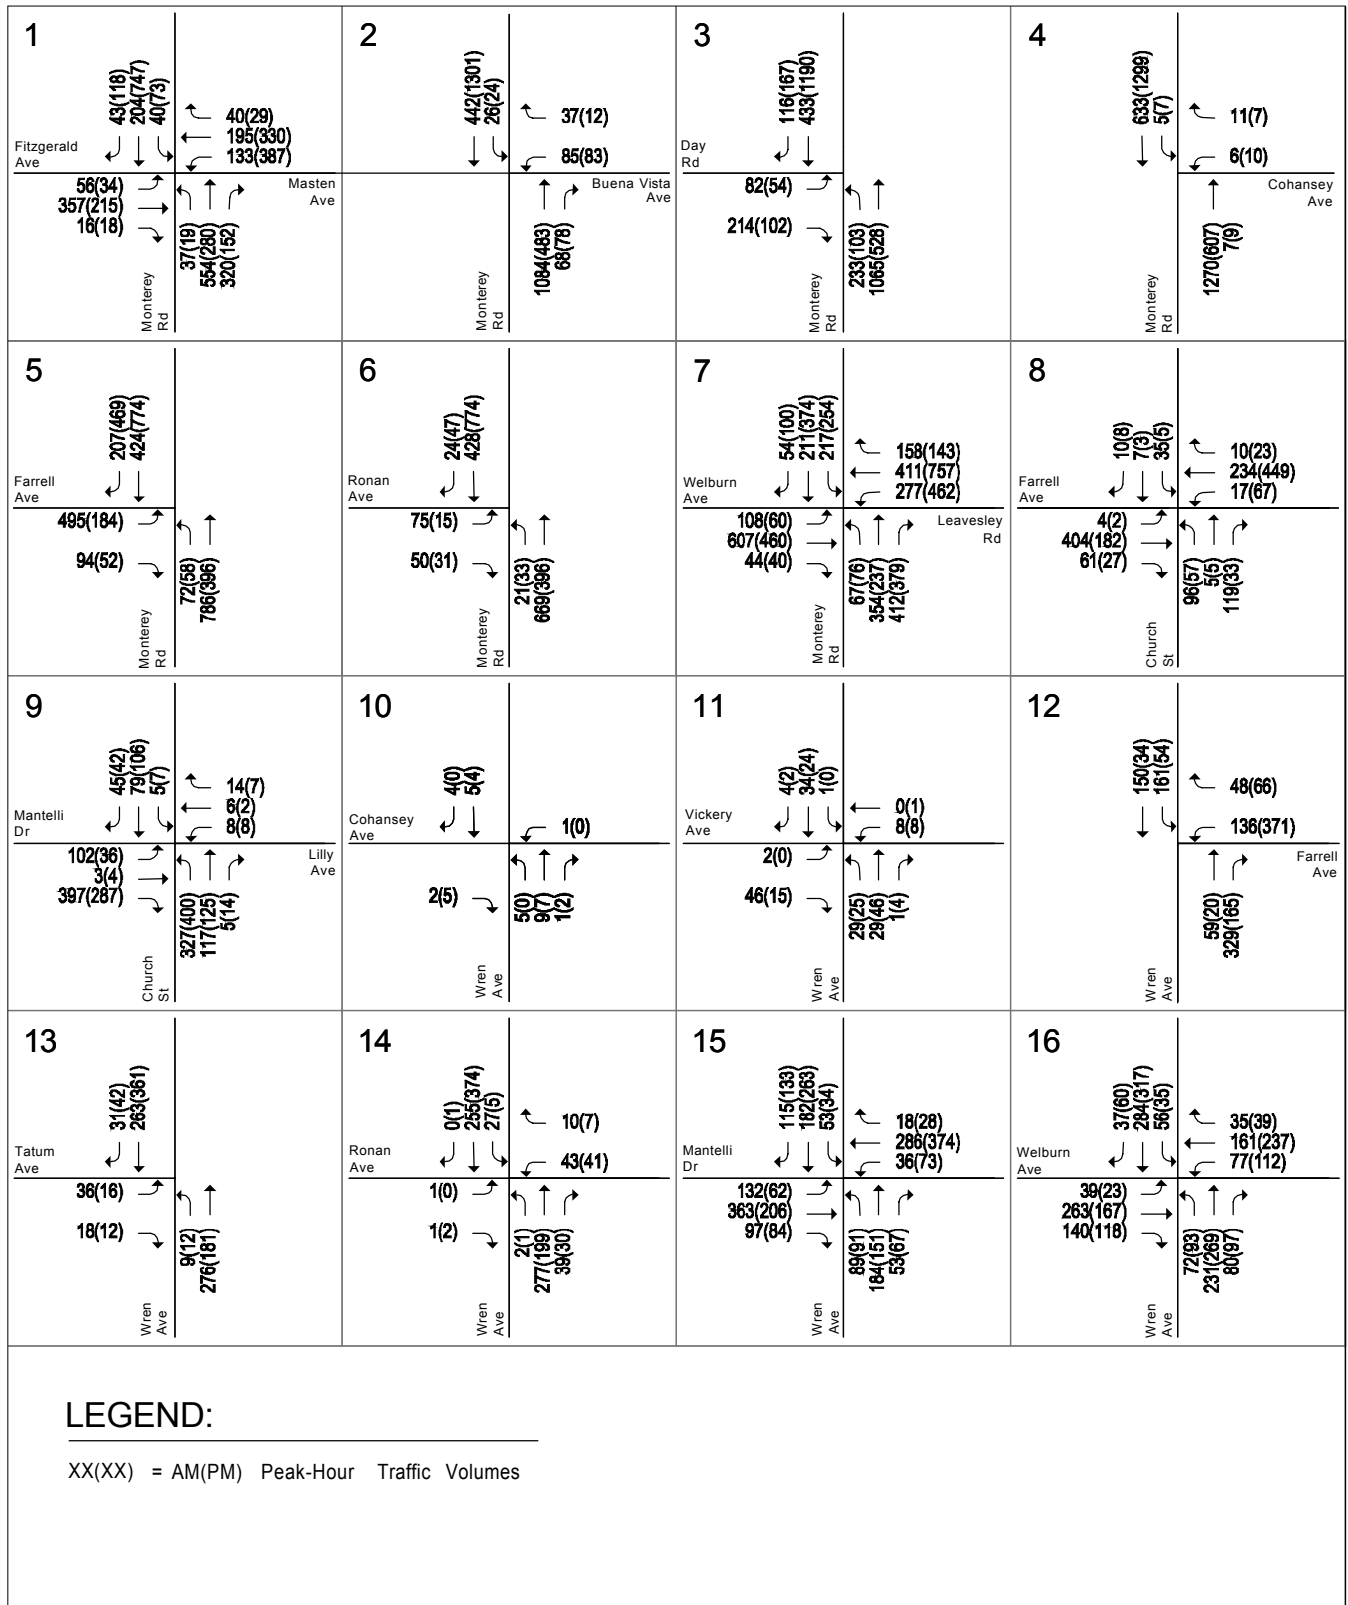 1
43(118)
204(747)
40(73)
40(29)
195(330)
133(387)
Fitzgerald
Ave
56(34)
357(215)
16(18)
Masten
Ave
37(19)
554(280)
320(152)
Monterey
Rd
2
442(1301)
26(24)
37(12)
85(83)
Buena Vista
Ave
1084(483)
68(78)
Monterey
Rd
3
116(167)
433(1190)
Day
Rd
82(54)
214(102)
233(103)
1065(528)
Monterey
Rd
4
633(1299)
5(7)
11(7)
6(10)
Cohansey
Ave
1270(607)
7(9)
Monterey
Rd
5
207(469)
424(774)
Farrell
Ave
495(184)
94(52)
72(58)
786(396)
Monterey
Rd
6
24(47)
428(774)
Ronan
Ave
75(15)
50(31)
21(33)
669(396)
Monterey
Rd
7
54(100)
211(374)
217(254)
158(143)
411(757)
277(462)
Welburn
Ave
108(60)
607(460)
44(40)
Leavesley
Rd
67(76)
354(237)
412(379)
Monterey
Rd
8
10(8)
7(3)
35(5)
10(23)
234(449)
17(67)
Farrell
Ave
4(2)
404(182)
61(27)
96(57)
5(5)
119(33)
Church
St
9
45(42)
79(106)
5(7)
14(7)
6(2)
8(8)
Mantelli
Dr
102(36)
3(4)
397(287)
Lilly
Ave
327(400)
117(125)
5(14)
Church
St
10
4(0)
5(4)
1(0)
Cohansey
Ave
2(5)
5(0)
9(7)
1(2)
Wren
Ave
11
4(2)
34(24)
1(0)
0(1)
8(8)
Vickery
Ave
2(0)
46(15)
29(25)
29(46)
1(4)
Wren
Ave
12
150(34)
161(54)
48(66)
136(371)
Farrell
Ave
59(20)
329(165)
Wren
Ave
13
31(42)
263(361)
Tatum
Ave
36(16)
18(12)
9(12)
276(181)
Wren
Ave
14
0(1)
255(374)
27(5)
10(7)
43(41)
Ronan
Ave
1(0)
1(2)
2(1)
277(199)
39(30)
Wren
Ave
15
115(133)
182(263)
53(34)
18(28)
286(374)
36(73)
Mantelli
Dr
132(62)
363(206)
97(84)
89(91)
184(151)
53(67)
Wren
Ave
16
37(60)
284(317)
56(35)
35(39)
161(237)
77(112)
Welburn
Ave
39(23)
263(167)
140(118)
72(93)
231(269)
80(97)
Wren
Ave
LEGEND:
XX(XX) = AM(PM) Peak-Hour Traffic Volumes